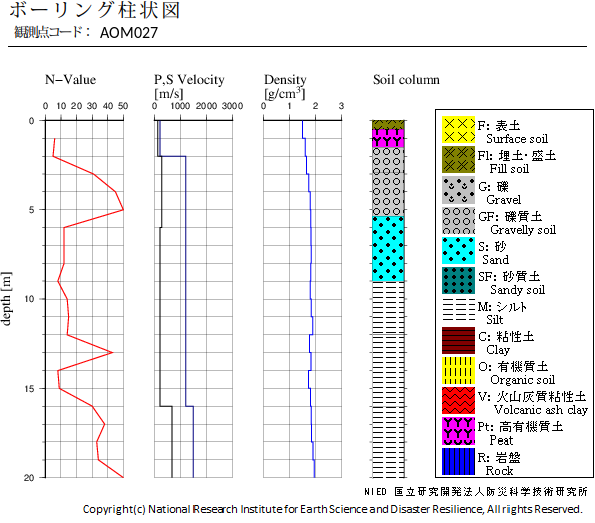 ボーリング柱状図
観測点コード： AOM027
N-Value
P,S Velocity
[m/s]
Density
[g/cm³]
Soil column
0 10 20 30 40 50
0 1000 2000 3000
0 1 2 3
0
5
10
15
20
depth [m]
F: 表土
Surface soil
Fl: 埋土・盛土
Fill soil
G: 礫
Gravel
GF: 礫質土
Gravelly soil
S: 砂
Sand
SF: 砂質土
Sandy soil
M: シルト
Silt
C: 粘性土
Clay
O: 有機質土
Organic soil
V: 火山灰質粘性土
Volcanic ash clay
Pt: 高有機質土
Peat
R: 岩盤
Rock
NIED 国立研究開発法人防災科学技術研究所
Copyright(c) National Research Institute for Earth Science and Disaster Resilience, All rights Reserved.